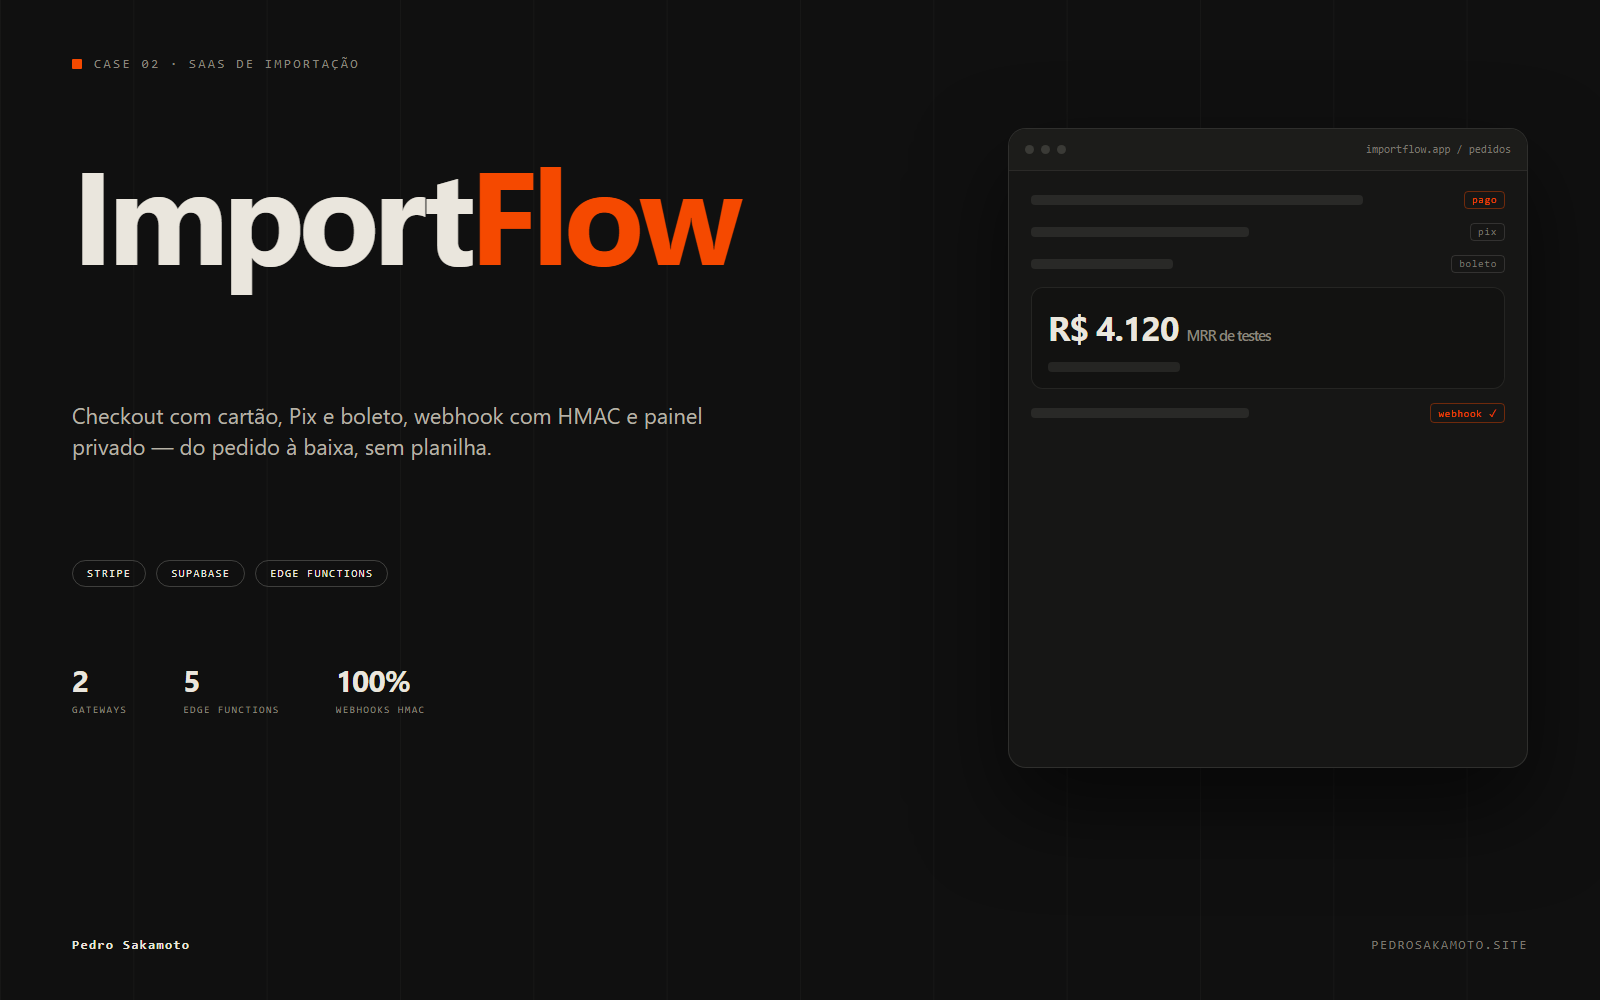 CASE 02 · SAAS DE IMPORTAÇÃO
ImportFlow
Checkout com cartão, Pix e boleto, webhook com HMAC e painel
privado — do pedido à baixa, sem planilha.
STRIPE
SUPABASE
EDGE FUNCTIONS
2
GATEWAYS
5
EDGE FUNCTIONS
100%
WEBHOOKS HMAC
importflow.app / pedidos
pago
pix
boleto
R$ 4.120 MRR de testes
webhook ✓
Pedro Sakamoto
PEDROSAKAMOTO.SITE